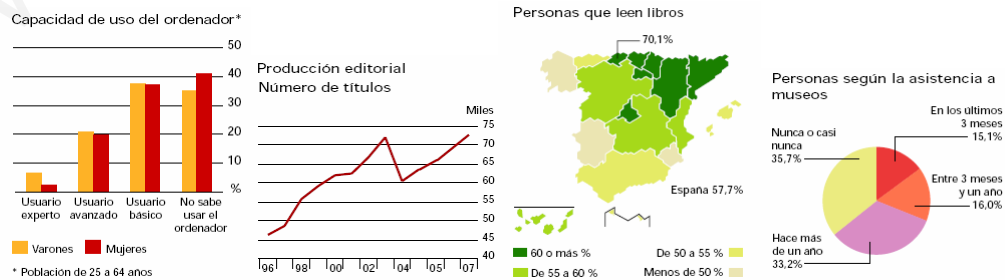 Capacidad de uso del ordenador*
50
40
30
20
10
%
Usuario experto
Usuario avanzado
Usuario básico
No sabe usar el ordenador
Varones
Mujeres
* Población de 25 a 64 años
Producción editorial
Número de títulos
Miles
75
70
65
60
55
50
45
40
96 98 00 02 04 05 07
Personas que leen libros
70,1%
España 57,7%
60 o más %
De 55 a 60 %
De 50 a 55 %
Menos de 50 %
Personas según la asistencia a
museos
En los últimos
3 meses
15,1%
Entre 3 meses
y un año
16,0%
Hace más
de un año
33,2%
Nunca o casi
nunca
35,7%